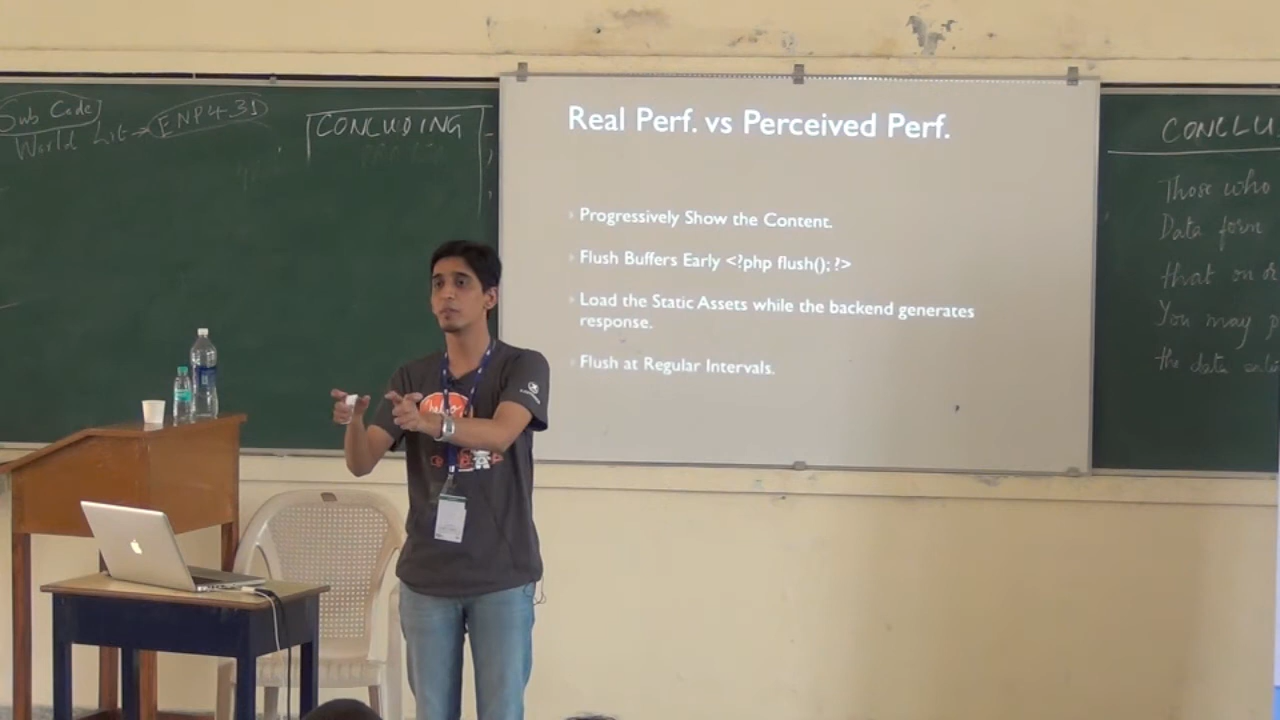 Sub Code
World Lit → ENP4.31
CONCLUDING
Real Perf. vs Perceived Perf.
Progressively Show the Content.
Flush Buffers Early <?php flush(); ?>
Load the Static Assets while the backend generates
response.
Flush at Regular Intervals.
CONCLU
Those who
Data form
that on
You may
the data